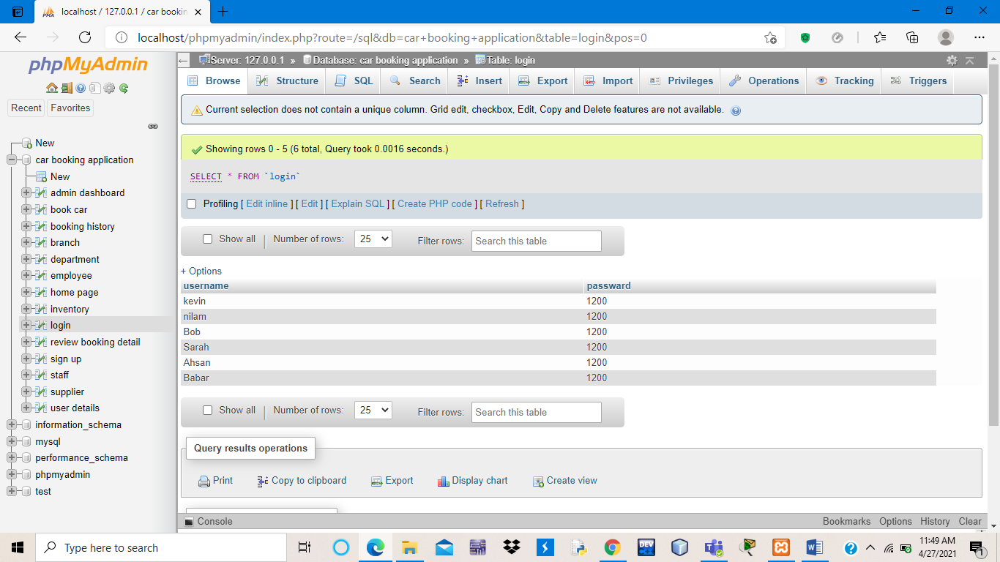 localhost / 127.0.0.1 / car bookin
localhost/phpmyadmin/index.php?route=/sql&db=car+booking+application&table=login&pos=0
phpMyAdmin
Recent Favorites
New
car booking application
New
admin dashboard
book car
booking history
branch
department
employee
home page
inventory
login
review booking detail
sign up
staff
supplier
user details
information_schema
mysql
performance_schema
phpmyadmin
test
Server: 127.0.0.1 » Database: car booking application » Table: login
Browse Structure SQL Search Insert Export Import Privileges Operations Tracking Triggers
Current selection does not contain a unique column. Grid edit, checkbox, Edit, Copy and Delete features are not available.
Showing rows 0 - 5 (6 total, Query took 0.0016 seconds.)
SELECT * FROM `login`
Profiling [ Edit inline ] [ Edit ] [ Explain SQL ] [ Create PHP code ] [ Refresh ]
Show all Number of rows: 25 Filter rows: Search this table
+ Options
username passward
kevin 1200
nilam 1200
Bob 1200
Sarah 1200
Ahsan 1200
Babar 1200
Show all Number of rows: 25 Filter rows: Search this table
Query results operations
Print Copy to clipboard Export Display chart Create view
Console Bookmarks Options History Clear
Type here to search
DEV
11:49 AM
4/27/2021
1